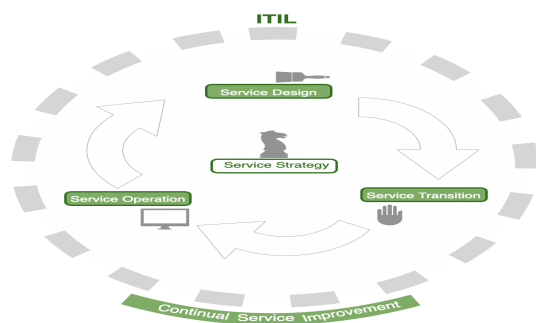 ITIL
Service Design
Service Strategy
Service Operation
Service Transition
Continual Service Improvement